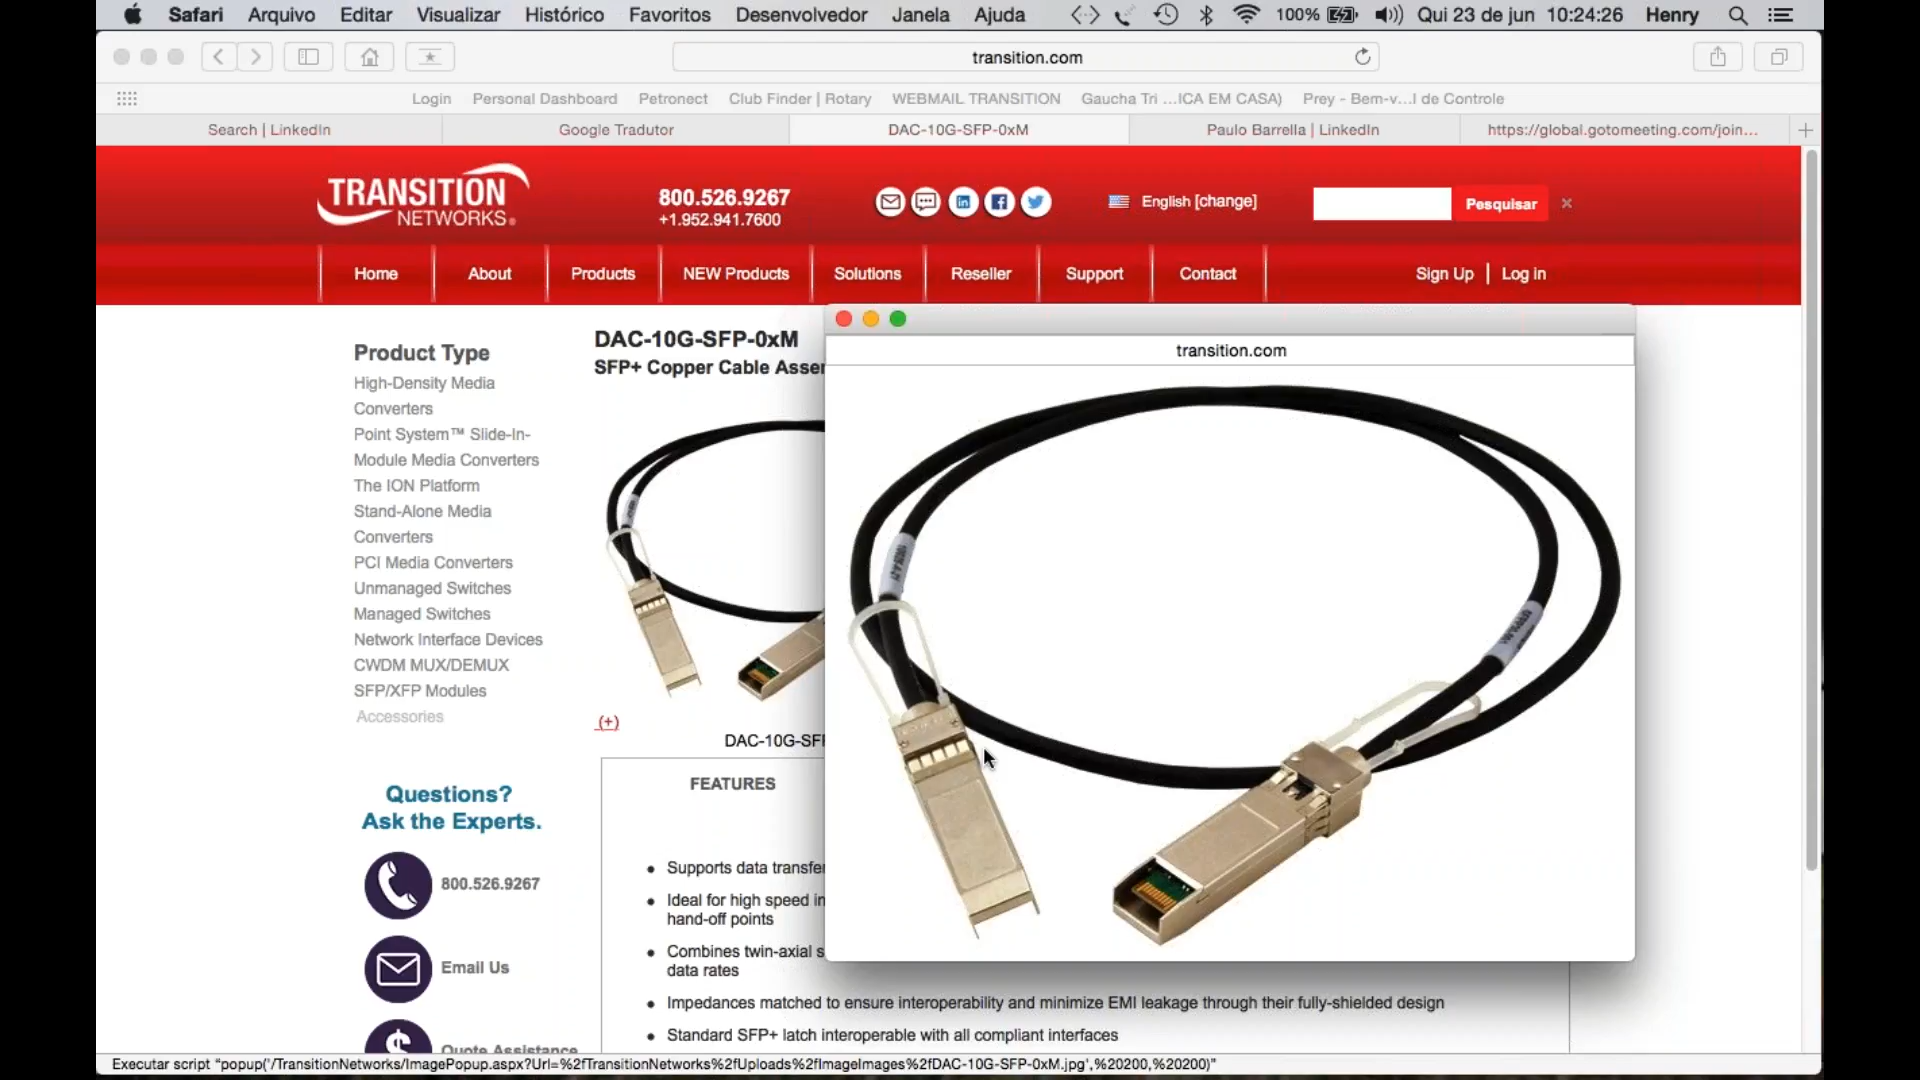 Safari Arquivo Editar Visualizar Histórico Favoritos Desenvolvedor Janela Ajuda 100% Qui 23 de jun 10:24:26 Henry
transition.com
Login Personal Dashboard Petronect Club Finder | Rotary WEBMAIL TRANSITION Gaucha Tri ...ICA EM CASA) Prey - Bem-v...l de Controle
Search | LinkedIn Google Tradutor DAC-10G-SFP-0xM Paulo Barrella | LinkedIn https://global.gotomeeting.com/join...
TRANSITION
NETWORKS®
800.526.9267
+1.952.941.7600
English [change]
Pesquisar
Home About Products NEW Products Solutions Reseller Support Contact Sign Up | Log in
Product Type
High-Density Media
Converters
Point System™ Slide-In-
Module Media Converters
The ION Platform
Stand-Alone Media
Converters
PCI Media Converters
Unmanaged Switches
Managed Switches
Network Interface Devices
CWDM MUX/DEMUX
SFP/XFP Modules
Accessories
Questions?
Ask the Experts.
800.526.9267
Email Us
Quote Assistance
DAC-10G-SFP-0xM
SFP+ Copper Cable Asse
(+)
DAC-10G-SF
FEATURES
Supports data transfe
Ideal for high speed in
hand-off points
Combines twin-axial s
data rates
Impedances matched to ensure interoperability and minimize EMI leakage through their fully-shielded design
Standard SFP+ latch interoperable with all compliant interfaces
transition.com
Executar script "popup('/TransitionNetworks/ImagePopup.aspx?Url=%2fTransitionNetworks%2fUploads%2fImageImages%2fDAC-10G-SFP-0xM.jpg',%20200,%20200)"